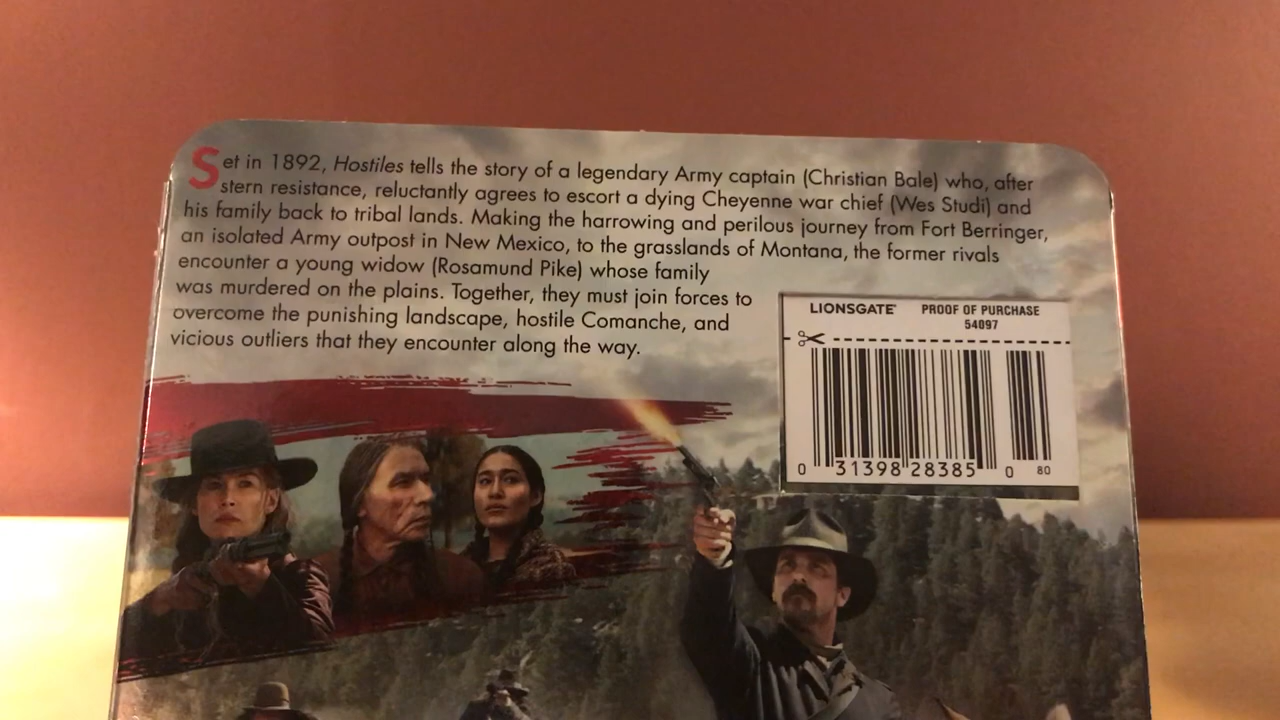 Set in 1892, Hostiles tells the story of a legendary Army captain (Christian Bale) who, after
stern resistance, reluctantly agrees to escort a dying Cheyenne war chief (Wes Studi) and
his family back to tribal lands. Making the harrowing and perilous journey from Fort Berringer,
an isolated Army outpost in New Mexico, to the grasslands of Montana, the former rivals
encounter a young widow (Rosamund Pike) whose family
was murdered on the plains. Together, they must join forces to
overcome the punishing landscape, hostile Comanche, and
vicious outliers that they encounter along the way.
LIONSGATE PROOF OF PURCHASE
54097
0 31398 28385 0 80